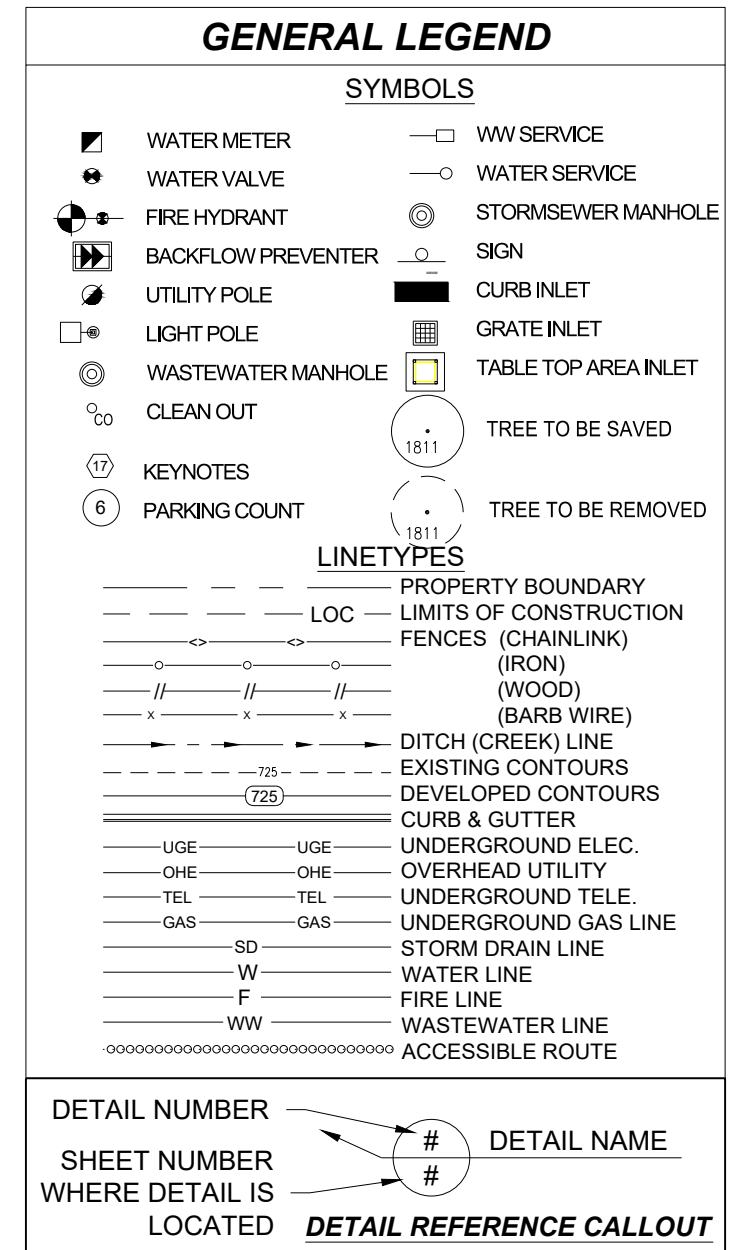 GENERAL LEGEND
SYMBOLS
WATER METER
WATER VALVE
FIRE HYDRANT
BACKFLOW PREVENTER
UTILITY POLE
LIGHT POLE
WASTEWATER MANHOLE
CO CLEAN OUT
17 KEYNOTES
6 PARKING COUNT
WW SERVICE
WATER SERVICE
STORMSEWER MANHOLE
SIGN
CURB INLET
GRATE INLET
TABLE TOP AREA INLET
1811 TREE TO BE SAVED
1811 TREE TO BE REMOVED
LINETYPES
PROPERTY BOUNDARY
LOC LIMITS OF CONSTRUCTION
<> <> FENCES (CHAINLINK)
(IRON)
// // // (WOOD)
x x x (BARB WIRE)
DITCH (CREEK) LINE
725 EXISTING CONTOURS
725 DEVELOPED CONTOURS
CURB & GUTTER
UGE UGE UNDERGROUND ELEC.
OHE OHE OVERHEAD UTILITY
TEL TEL UNDERGROUND TELE.
GAS GAS UNDERGROUND GAS LINE
SD STORM DRAIN LINE
W WATER LINE
F FIRE LINE
WW WASTEWATER LINE
ACCESSIBLE ROUTE
DETAIL NUMBER
# DETAIL NAME
#
SHEET NUMBER
WHERE DETAIL IS
LOCATED
DETAIL REFERENCE CALLOUT